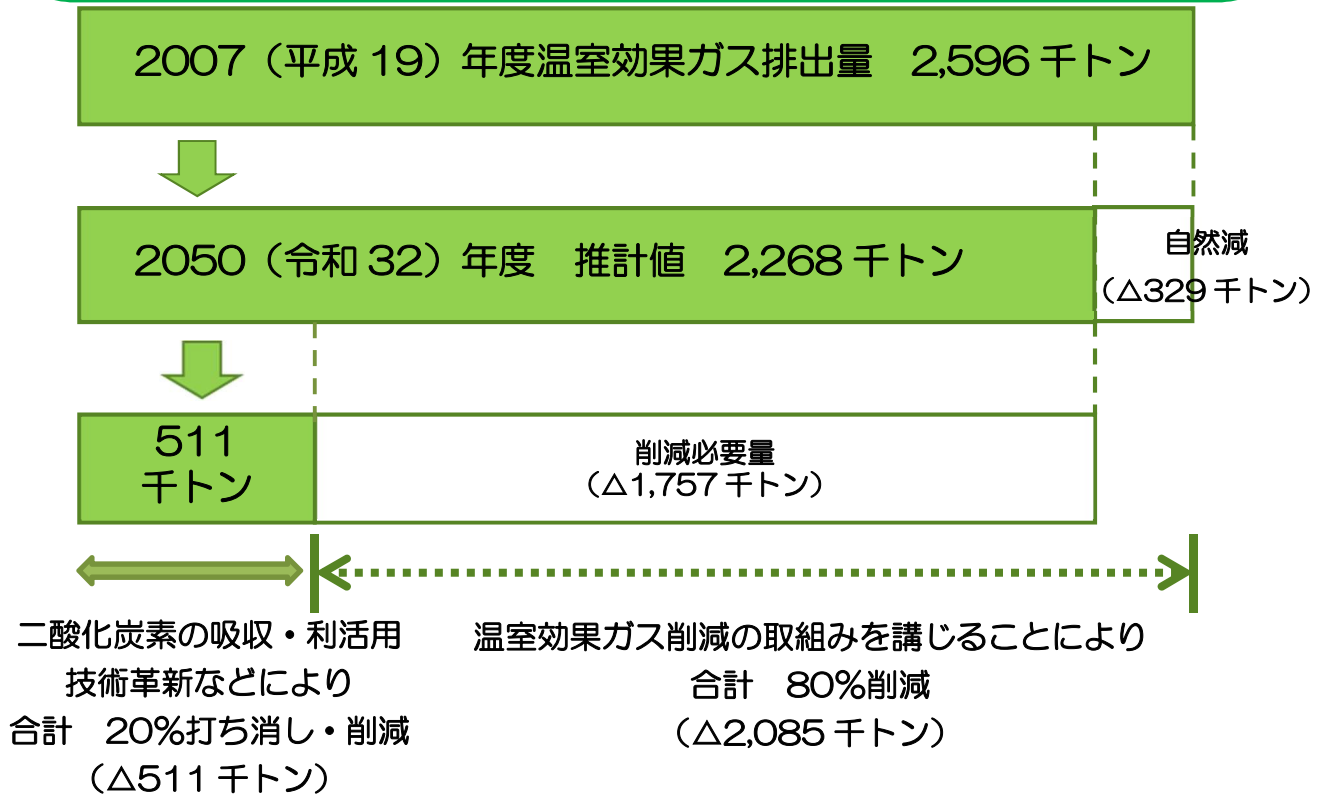 2007（平成 19）年度温室効果ガス排出量　2,596 千トン
2050（令和 32）年度　推計値　2,268 千トン
自然減
（△329 千トン）
511
千トン
削減必要量
（△1,757 千トン）
二酸化炭素の吸収・利活用
技術革新などにより
合計　20%打ち消し・削減
（△511 千トン）
温室効果ガス削減の取組みを講じることにより
合計　80%削減
（△2,085 千トン）